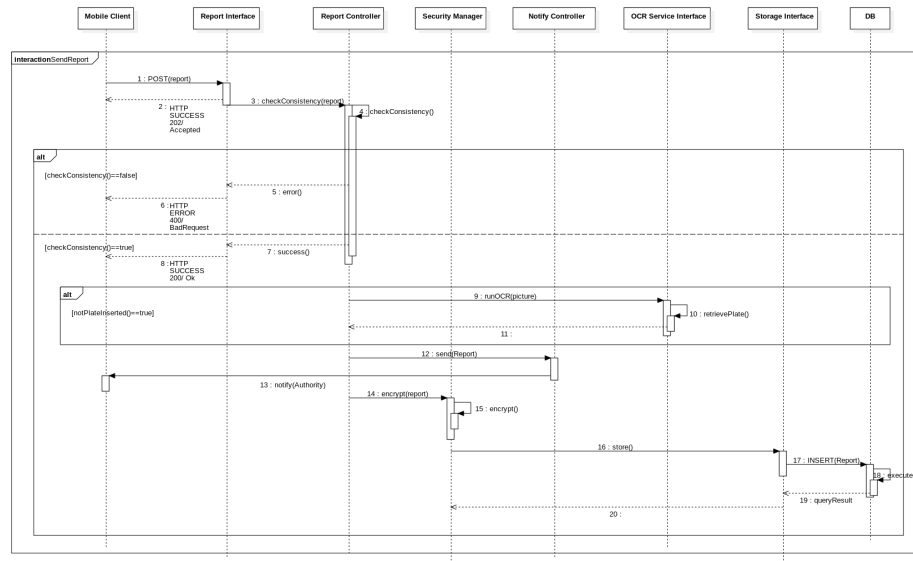 Mobile Client
Report Interface
Report Controller
Security Manager
Notify Controller
OCR Service Interface
Storage Interface
DB
interactionSendReport
1 : POST(report)
2 : HTTP
SUCCESS
202/
Accepted
3 : checkConsistency(report)
4 : checkConsistency()
alt
[checkConsistency()==false]
5 : error()
6 : HTTP
ERROR
400/
BadRequest
[checkConsistency()==true]
7 : success()
8 : HTTP
SUCCESS
200/ Ok
alt
[notPlateInserted()==true]
9 : runOCR(picture)
10 : retrievePlate()
11 :
12 : send(Report)
13 : notify(Authority)
14 : encrypt(report)
15 : encrypt()
16 : store()
17 : INSERT(Report)
18 : execute
19 : queryResult
20 :